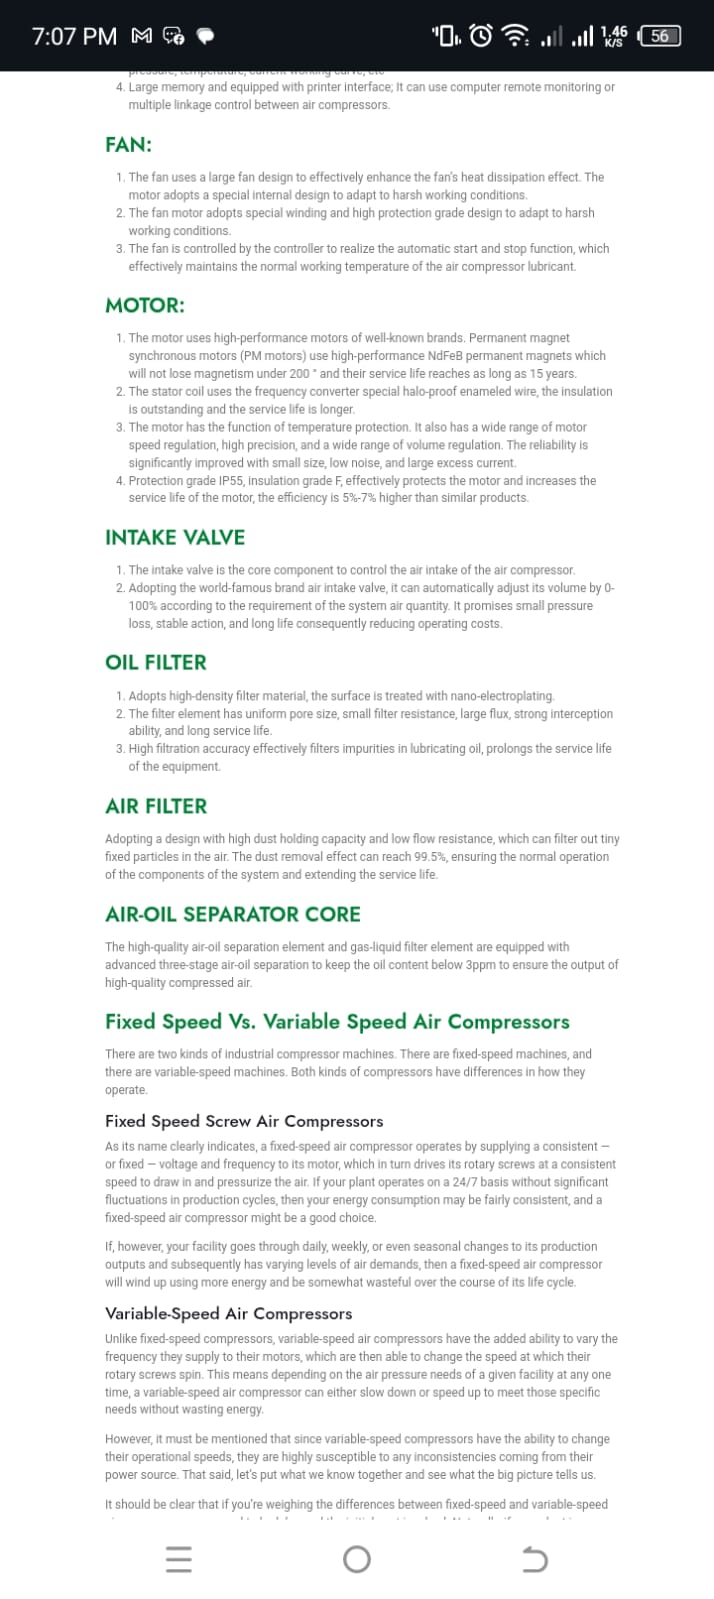 7:07 PM
1.46
K/S
56
pressure, temperature, current working curve, etc
4. Large memory and equipped with printer interface; It can use computer remote monitoring or
multiple linkage control between air compressors.
FAN:
1. The fan uses a large fan design to effectively enhance the fan's heat dissipation effect. The
motor adopts a special internal design to adapt to harsh working conditions.
2. The fan motor adopts special winding and high protection grade design to adapt to harsh
working conditions.
3. The fan is controlled by the controller to realize the automatic start and stop function, which
effectively maintains the normal working temperature of the air compressor lubricant.
MOTOR:
1. The motor uses high-performance motors of well-known brands. Permanent magnet
synchronous motors (PM motors) use high-performance NdFeB permanent magnets which
will not lose magnetism under 200 ° and their service life reaches as long as 15 years.
2. The stator coil uses the frequency converter special halo-proof enameled wire, the insulation
is outstanding and the service life is longer.
3. The motor has the function of temperature protection. It also has a wide range of motor
speed regulation, high precision, and a wide range of volume regulation. The reliability is
significantly improved with small size, low noise, and large excess current.
4. Protection grade IP55, insulation grade F, effectively protects the motor and increases the
service life of the motor, the efficiency is 5%-7% higher than similar products.
INTAKE VALVE
1. The intake valve is the core component to control the air intake of the air compressor.
2. Adopting the world-famous brand air intake valve, it can automatically adjust its volume by 0-
100% according to the requirement of the system air quantity. It promises small pressure
loss, stable action, and long life consequently reducing operating costs.
OIL FILTER
1. Adopts high-density filter material, the surface is treated with nano-electroplating.
2. The filter element has uniform pore size, small filter resistance, large flux, strong interception
ability, and long service life.
3. High filtration accuracy effectively filters impurities in lubricating oil, prolongs the service life
of the equipment.
AIR FILTER
Adopting a design with high dust holding capacity and low flow resistance, which can filter out tiny
fixed particles in the air. The dust removal effect can reach 99.5%, ensuring the normal operation
of the components of the system and extending the service life.
AIR-OIL SEPARATOR CORE
The high-quality air-oil separation element and gas-liquid filter element are equipped with
advanced three-stage air-oil separation to keep the oil content below 3ppm to ensure the output of
high-quality compressed air.
Fixed Speed Vs. Variable Speed Air Compressors
There are two kinds of industrial compressor machines. There are fixed-speed machines, and
there are variable-speed machines. Both kinds of compressors have differences in how they
operate.
Fixed Speed Screw Air Compressors
As its name clearly indicates, a fixed-speed air compressor operates by supplying a consistent —
or fixed — voltage and frequency to its motor, which in turn drives its rotary screws at a consistent
speed to draw in and pressurize the air. If your plant operates on a 24/7 basis without significant
fluctuations in production cycles, then your energy consumption may be fairly consistent, and a
fixed-speed air compressor might be a good choice.
If, however, your facility goes through daily, weekly, or even seasonal changes to its production
outputs and subsequently has varying levels of air demands, then a fixed-speed air compressor
will wind up using more energy and be somewhat wasteful over the course of its life cycle.
Variable-Speed Air Compressors
Unlike fixed-speed compressors, variable-speed air compressors have the added ability to vary the
frequency they supply to their motors, which are then able to change the speed at which their
rotary screws spin. This means depending on the air pressure needs of a given facility at any one
time, a variable-speed air compressor can either slow down or speed up to meet those specific
needs without wasting energy.
However, it must be mentioned that since variable-speed compressors have the ability to change
their operational speeds, they are highly susceptible to any inconsistencies coming from their
power source. That said, let's put what we know together and see what the big picture tells us.
It should be clear that if you're weighing the differences between fixed-speed and variable-speed